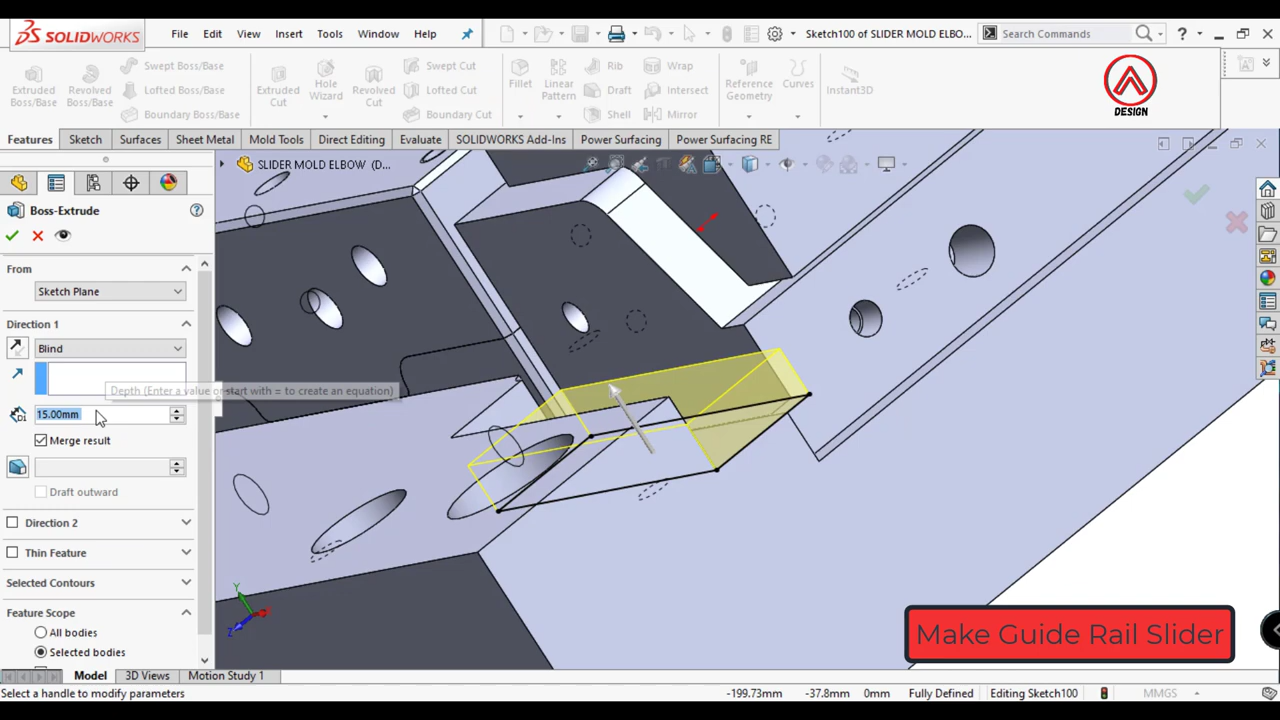 SOLIDWORKS
File Edit View Insert Tools Window Help
Sketch100 of SLIDER MOLD ELBO...
Search Commands
Extruded Boss/Base
Revolved Boss/Base
Swept Boss/Base
Lofted Boss/Base
Boundary Boss/Base
Extruded Cut
Hole Wizard
Revolved Cut
Swept Cut
Lofted Cut
Boundary Cut
Fillet
Linear Pattern
Rib
Draft
Shell
Wrap
Intersect
Mirror
Reference Geometry
Curves
Instant3D
DESIGN
Features Sketch Surfaces Sheet Metal Mold Tools Direct Editing Evaluate SOLIDWORKS Add-Ins Power Surfacing Power Surfacing RE
SLIDER MOLD ELBOW (D...
Boss-Extrude
From
Sketch Plane
Direction 1
Blind
Depth (Enter a value or start with = to create an equation)
D1
15.00mm
Merge result
Draft outward
Direction 2
Thin Feature
Selected Contours
Feature Scope
All bodies
Selected bodies
Y
Z
Make Guide Rail Slider
Model 3D Views Motion Study 1
Select a handle to modify parameters
-199.73mm -37.8mm 0mm Fully Defined Editing Sketch100 MMGS